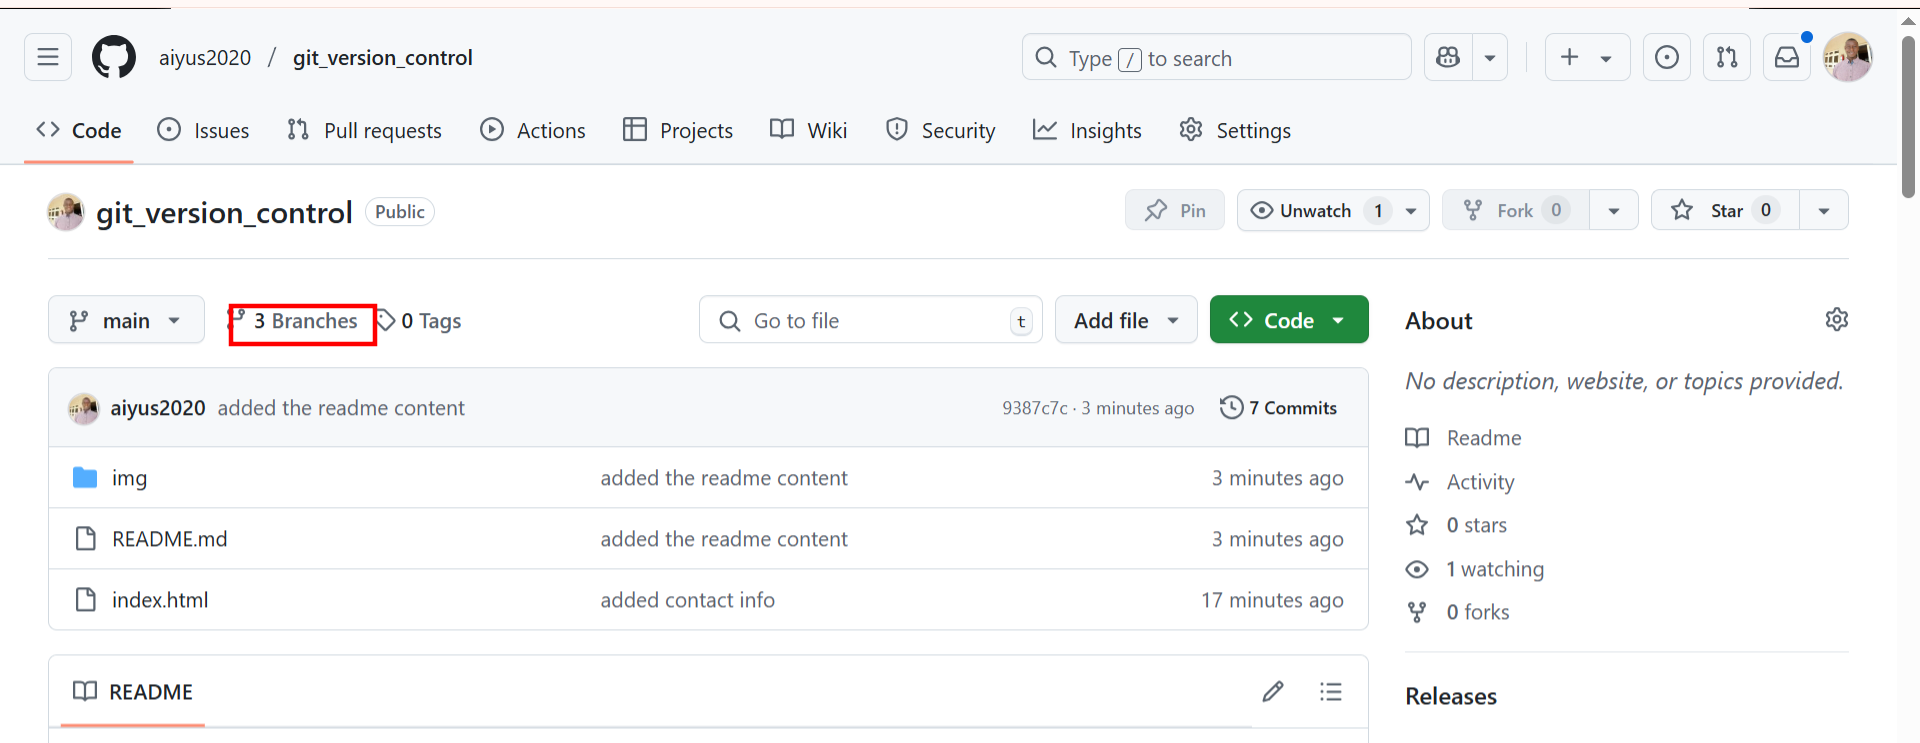 aiyus2020 / git_version_control
Type / to search
Code Issues Pull requests Actions Projects Wiki Security Insights Settings
git_version_control Public
Pin Unwatch 1 Fork 0 Star 0
main 3 Branches 0 Tags Go to file t Add file Code
aiyus2020 added the readme content 9387c7c · 3 minutes ago 7 Commits
img added the readme content 3 minutes ago
README.md added the readme content 3 minutes ago
index.html added contact info 17 minutes ago
README
About
No description, website, or topics provided.
Readme
Activity
0 stars
1 watching
0 forks
Releases